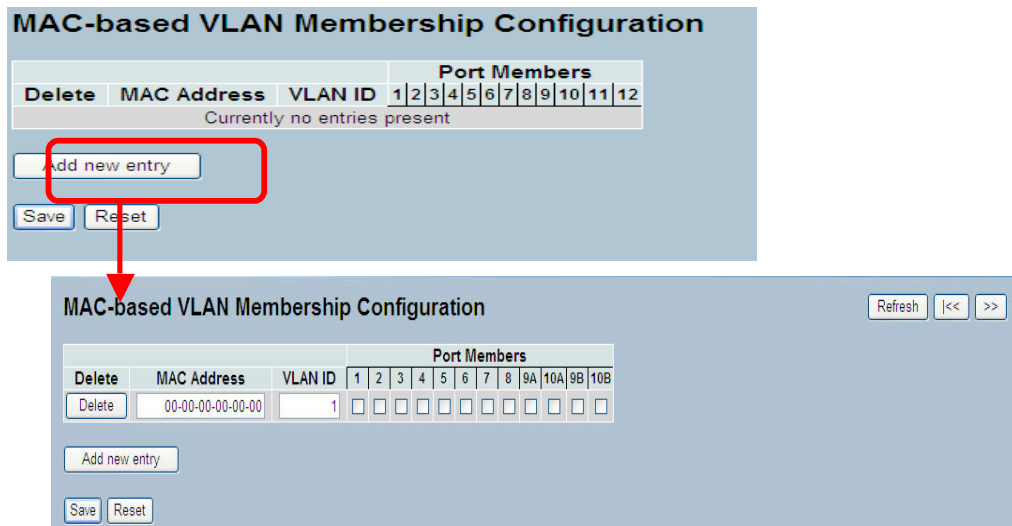 MAC-based VLAN Membership Configuration
Port Members
Delete MAC Address VLAN ID 1 2 3 4 5 6 7 8 9 10 11 12
Currently no entries present
Add new entry
Save Reset
MAC-based VLAN Membership Configuration Refresh |<< >>
Port Members
Delete MAC Address VLAN ID 1 2 3 4 5 6 7 8 9A 10A 9B 10B
Delete 00-00-00-00-00-00 1
Add new entry
Save Reset